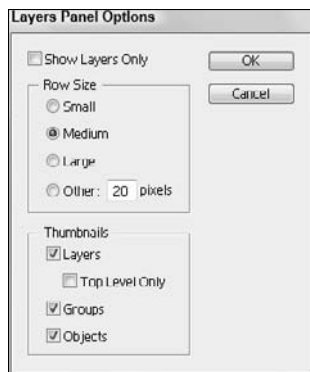 Layers Panel Options
Show Layers Only
OK
Cancel
Row Size
Small
Medium
Large
Other: 20 pixels
Thumbnails
Layers
Top Level Only
Groups
Objects